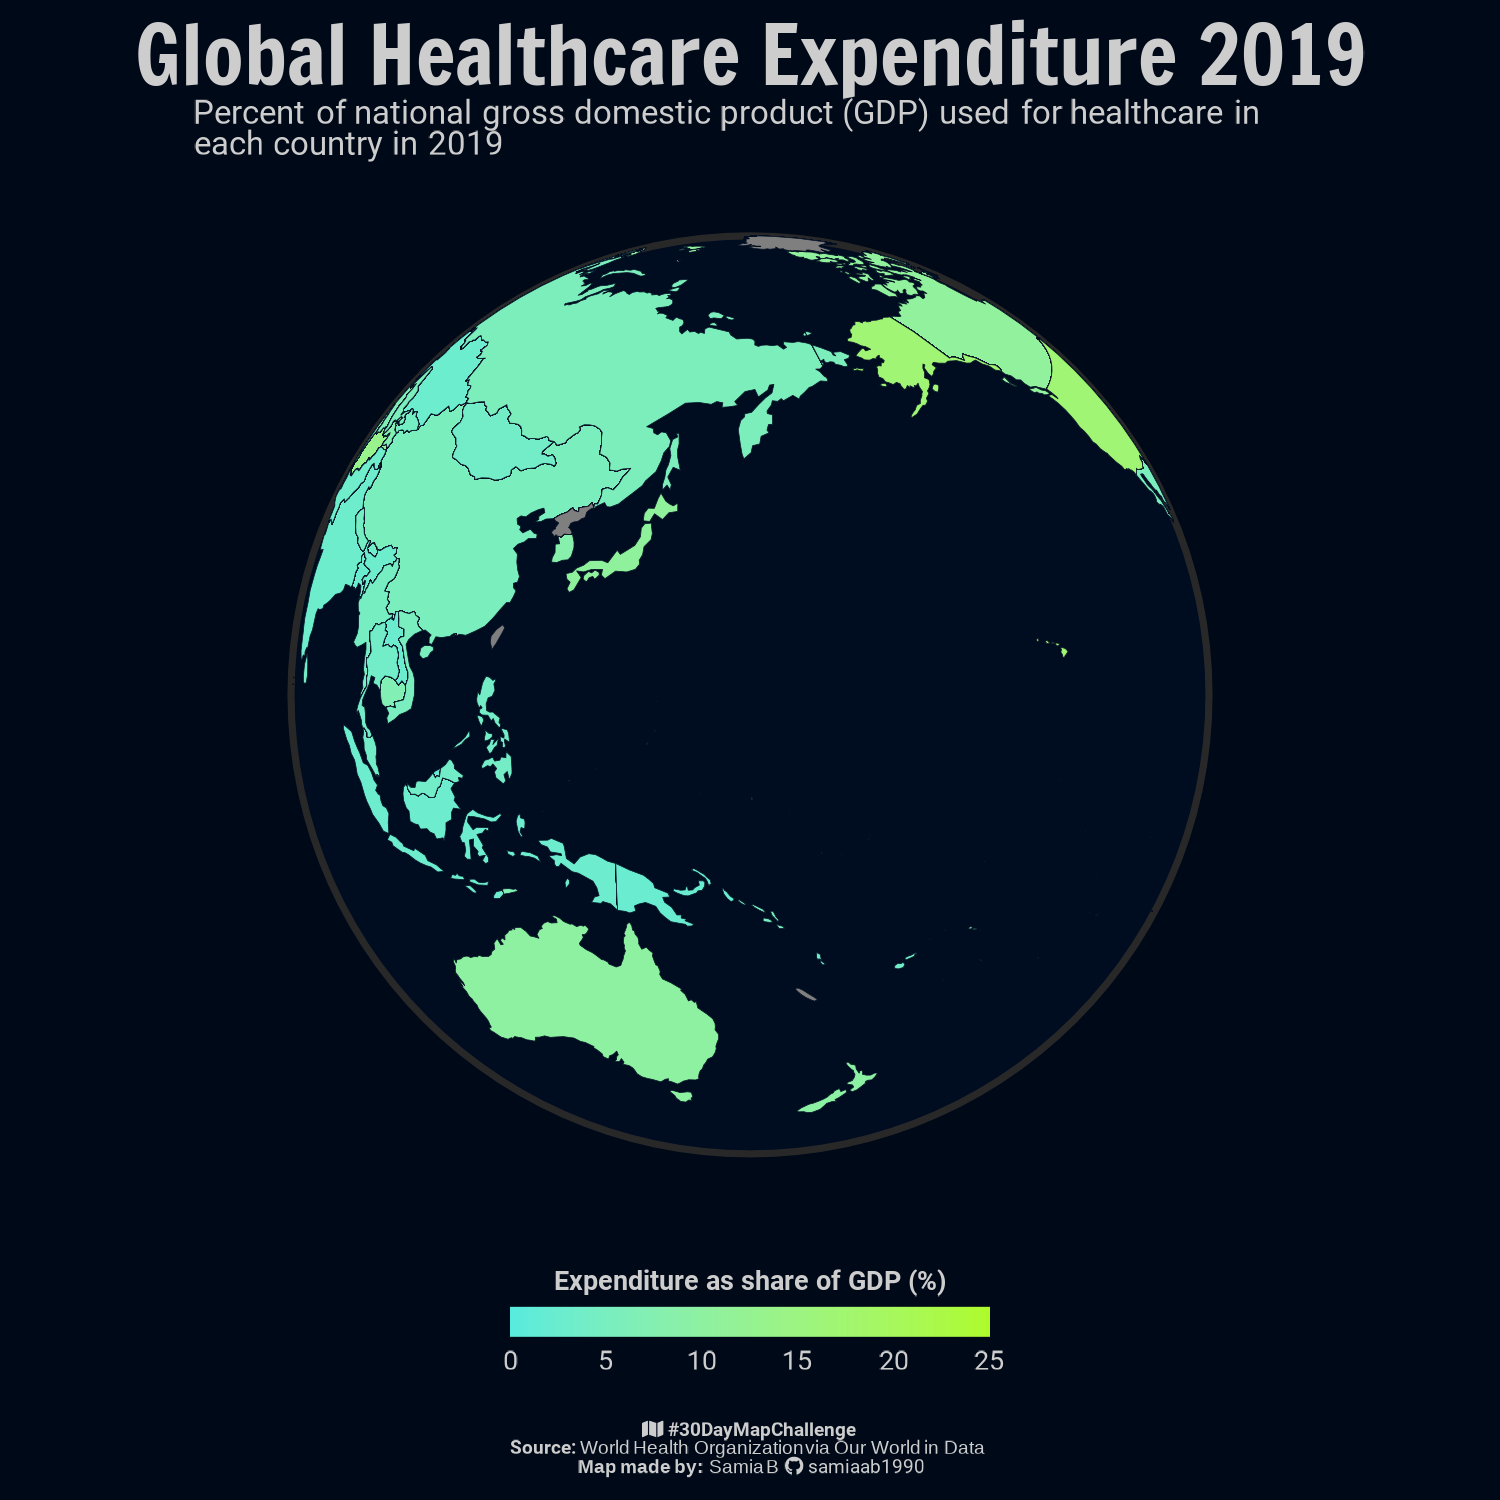 Global Healthcare Expenditure 2019
Percent of national gross domestic product (GDP) used for healthcare in
each country in 2019
Expenditure as share of GDP (%)
0 5 10 15 20 25
#30DayMapChallenge
Source: World Health Organization via Our World in Data
Map made by: Samia B samiaab1990